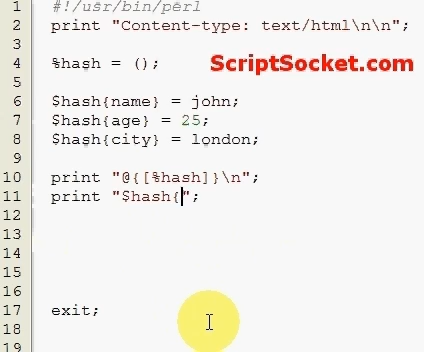 1 #!/usr/bin/perl
2 print "Content-type: text/html\n\n";
3
4 %hash = ();
ScriptSocket.com
5
6 $hash{name} = john;
7 $hash{age} = 25;
8 $hash{city} = london;
9
10 print "@{[%hash]}\n";
11 print "$hash{";
12
13
14
15
16
17 exit;
18
19